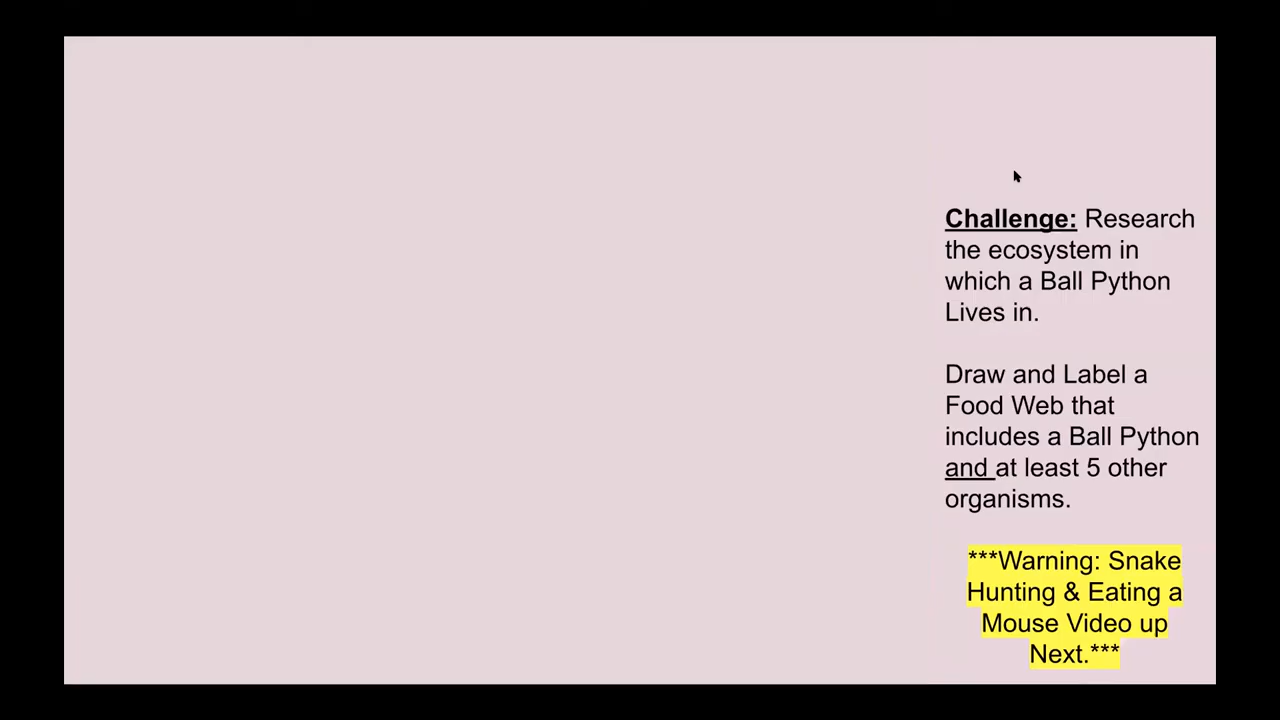 Challenge: Research
the ecosystem in
which a Ball Python
Lives in.
Draw and Label a
Food Web that
includes a Ball Python
and at least 5 other
organisms.
***Warning: Snake
Hunting & Eating a
Mouse Video up
Next.***